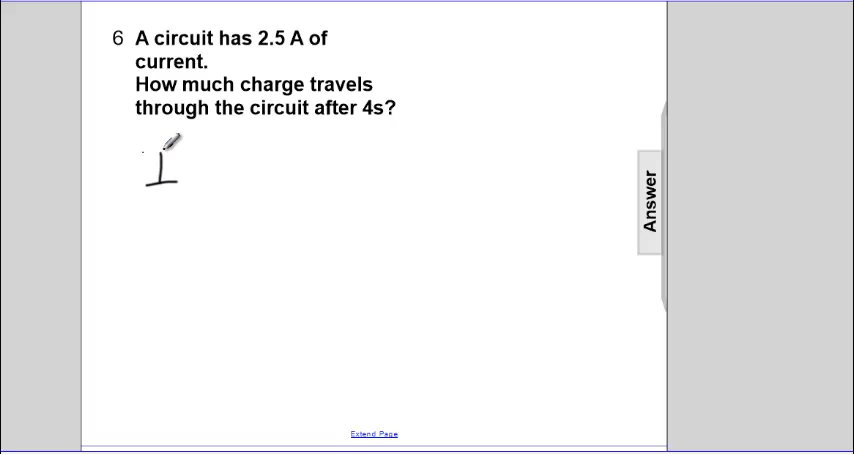 6 A circuit has 2.5 A of
current.
How much charge travels
through the circuit after 4s?
I
Answer
Extend Page